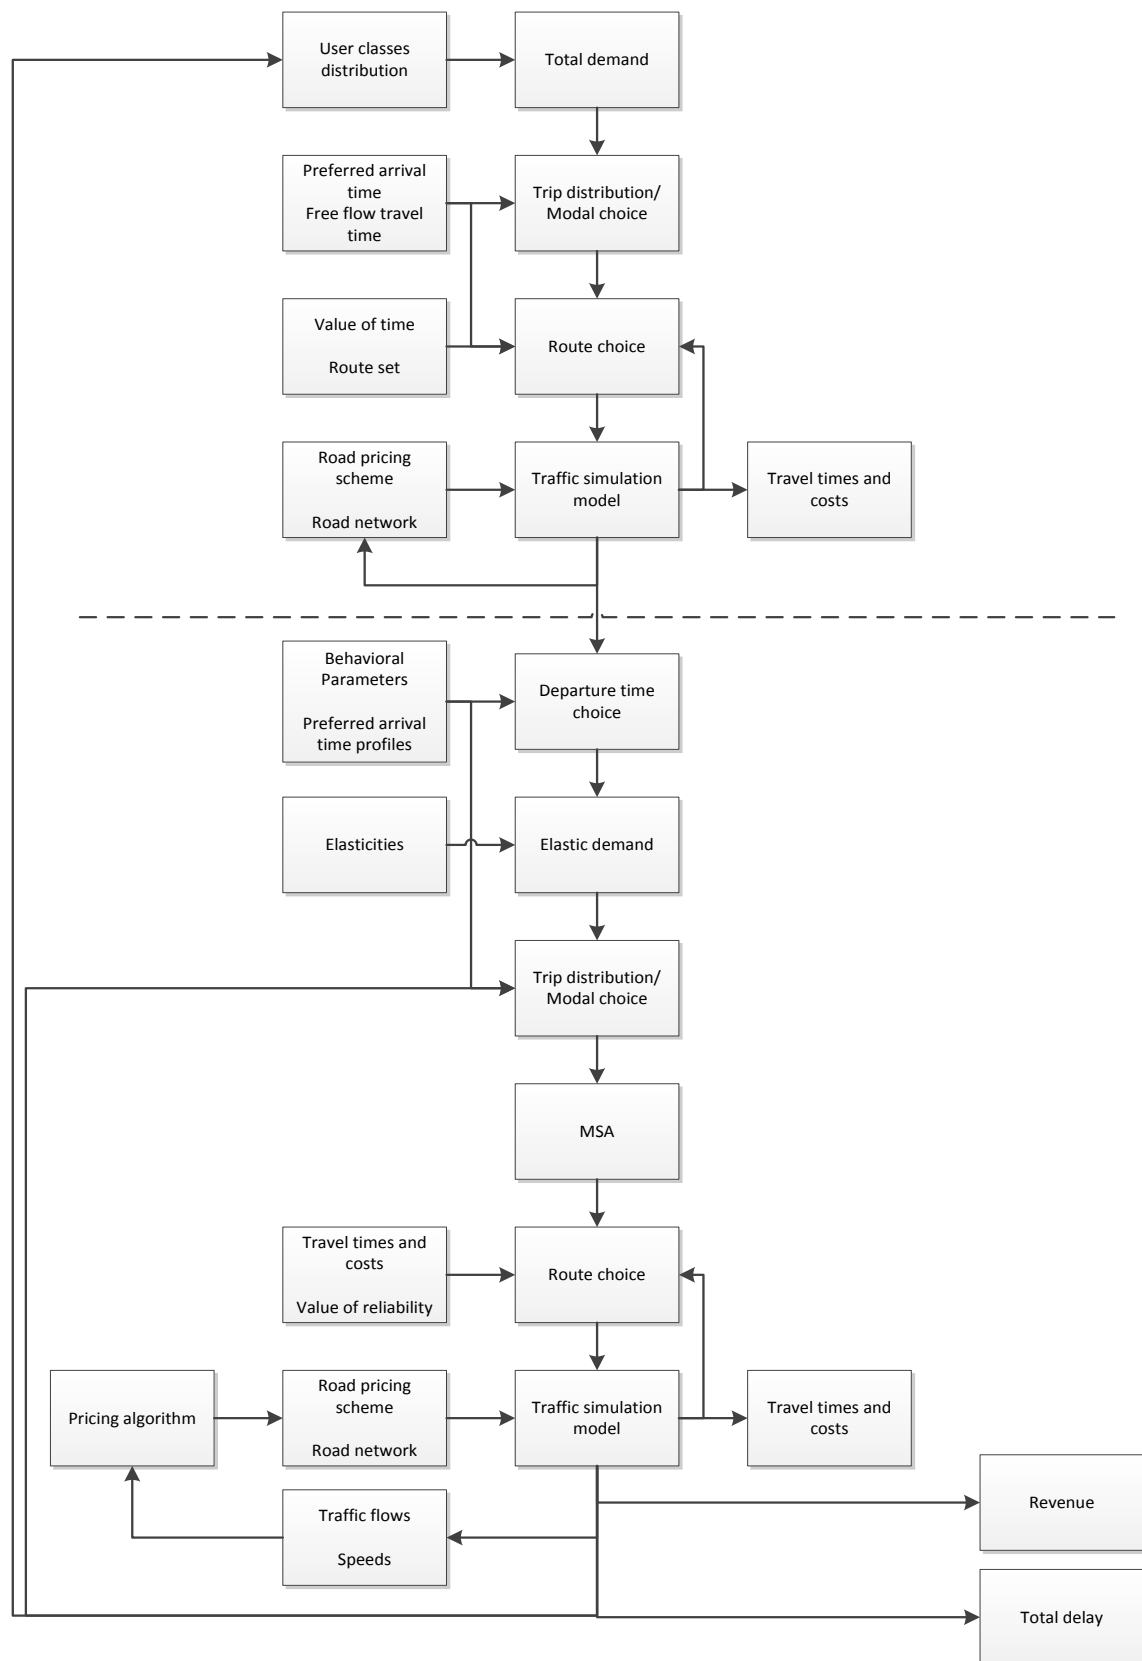 User classes
distribution
Total demand
Preferred arrival
time
Free flow travel
time
Trip distribution/
Modal choice
Value of time
Route set
Route choice
Road pricing
scheme
Road network
Traffic simulation
model
Travel times and
costs
Behavioral
Parameters
Preferred arrival
time profiles
Departure time
choice
Elasticities
Elastic demand
Trip distribution/
Modal choice
MSA
Travel times and
costs
Value of reliability
Route choice
Pricing algorithm
Road pricing
scheme
Road network
Traffic simulation
model
Travel times and
costs
Revenue
Traffic flows
Speeds
Total delay